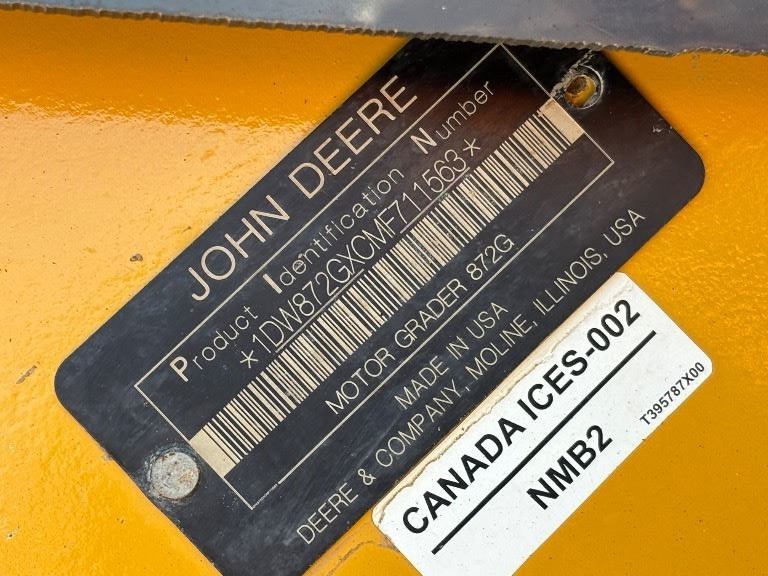 JOHN DEERE
Product Identification Number
*1DW872GXCMF711563*
MOTOR GRADER 872G
MADE IN USA
DEERE & COMPANY, MOLINE, ILLINOIS, USA
CANADA ICES-002
NMB2
T395787X00